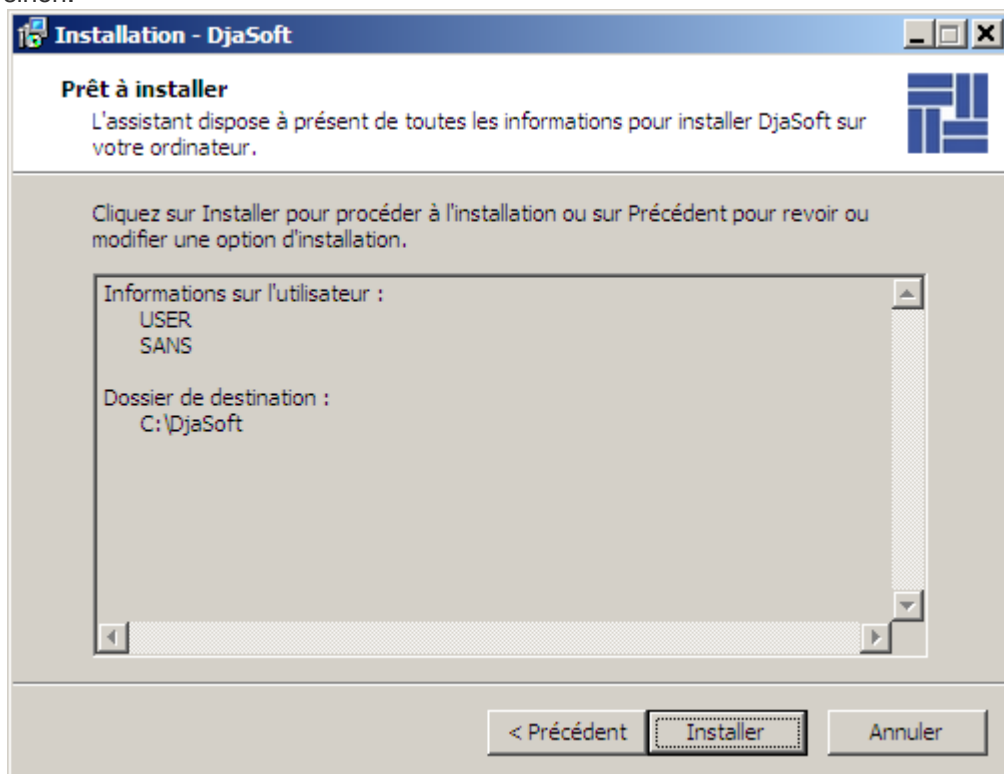 sinon.
Installation - DjaSoft
Prêt à installer
L'assistant dispose à présent de toutes les informations pour installer DjaSoft sur
votre ordinateur.
Cliquez sur Installer pour procéder à l'installation ou sur Précédent pour revoir ou
modifier une option d'installation.
Informations sur l'utilisateur :
USER
SANS
Dossier de destination :
C:\DjaSoft
< Précédent Installer Annuler